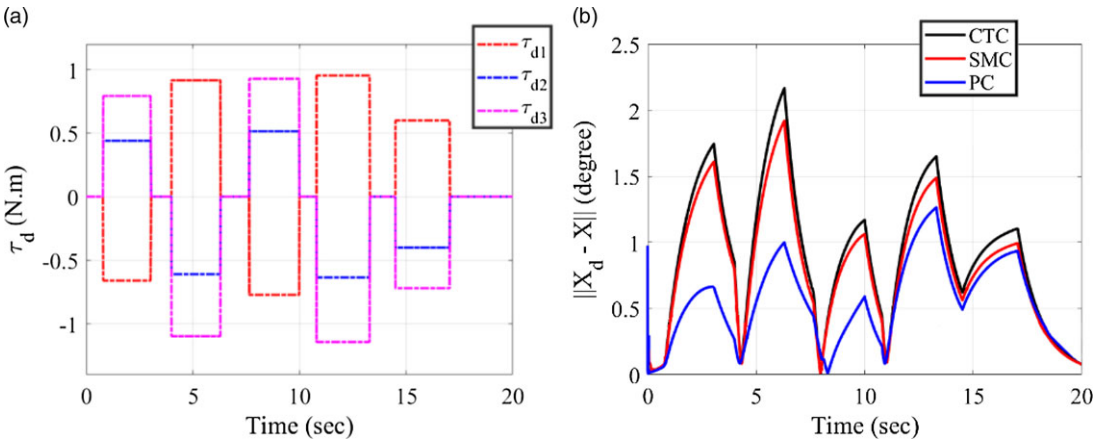 (a)
τd1
τd2
τd3
1
0.5
0
-0.5
-1
τd (N.m)
0 5 10 15 20
Time (sec)
(b)
CTC
SMC
PC
2.5
2
1.5
1
0.5
0
||Xd - X|| (degree)
0 5 10 15 20
Time (sec)